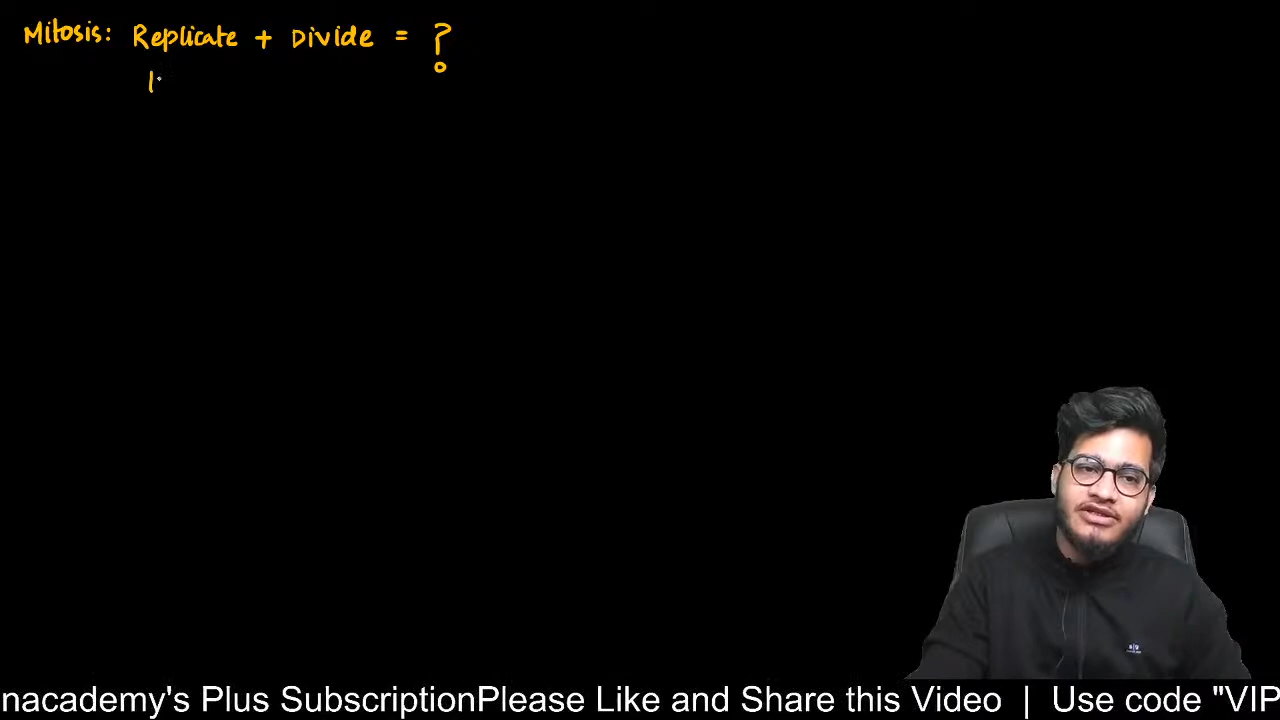 Mitosis: Replicate + Divide = ?
nacademy's Plus SubscriptionPlease Like and Share this Video | Use code "VIP